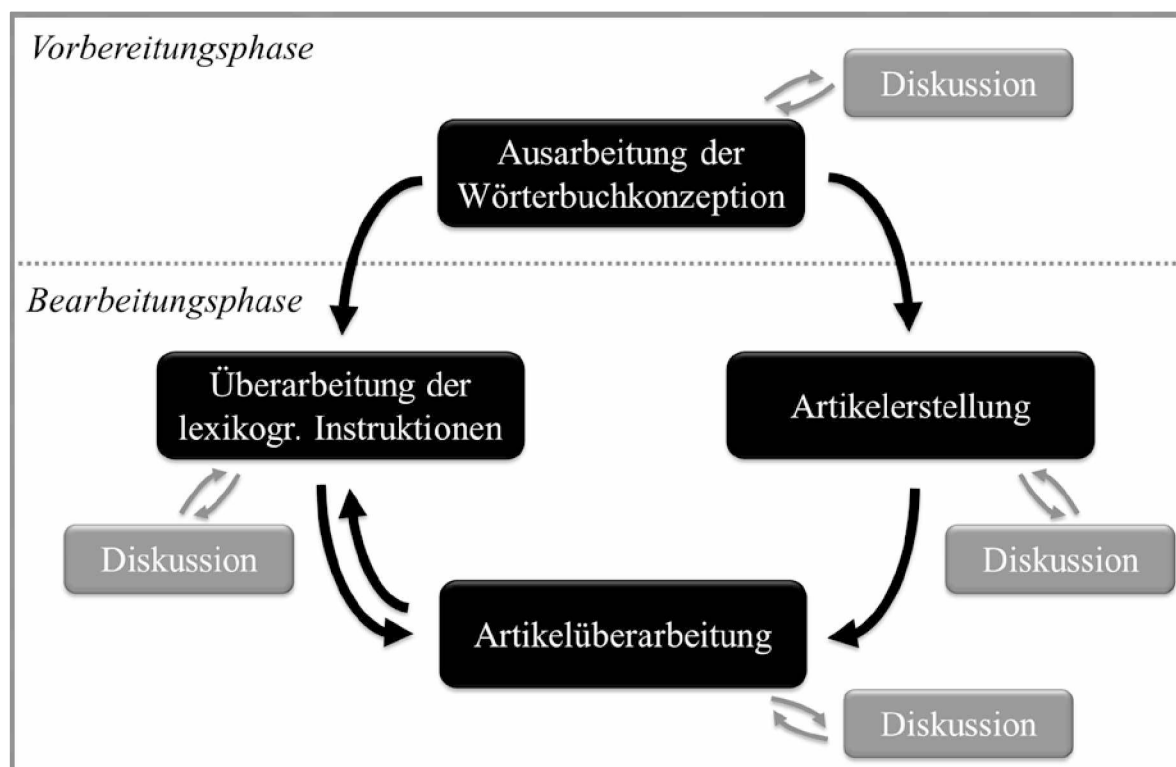 Vorbereitungsphase
Diskussion
Ausarbeitung der
Wörterbuchkonzeption
Bearbeitungsphase
Überarbeitung der
lexikogr. Instruktionen
Artikelerstellung
Diskussion
Diskussion
Artikelüberarbeitung
Diskussion